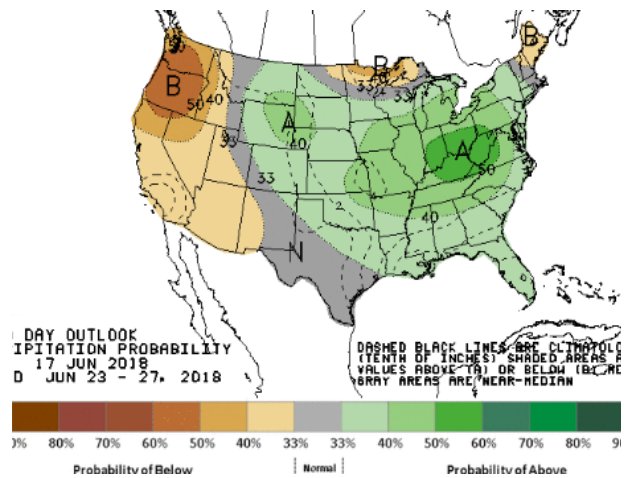 B
B
B
50
40
33
33
A
40
33
33
A
50
33
2
40
N
DAY OUTLOOK
IPITATION PROBABILITY
17 JUN 2018
D JUN 23 - 27, 2018
DASHED BLACK LINES ARE CLIMATOLO
(TENTH OF INCHES) SHADED AREAS A
VALUES ABOVE (A) OR BELOW (B), RE
GRAY AREAS ARE NEAR-MEDIAN
0% 80% 70% 60% 50% 40% 33% 33% 40% 50% 60% 70% 80% 90
Probability of Below Normal Probability of Above